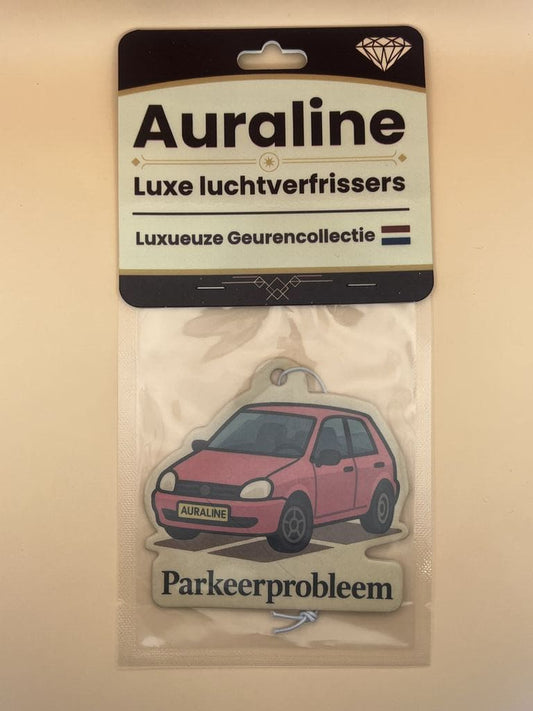 Auraline
Luxe luchtverfrissers
Luxueuze Geurencollectie
AURALINE
Parkeerprobleem